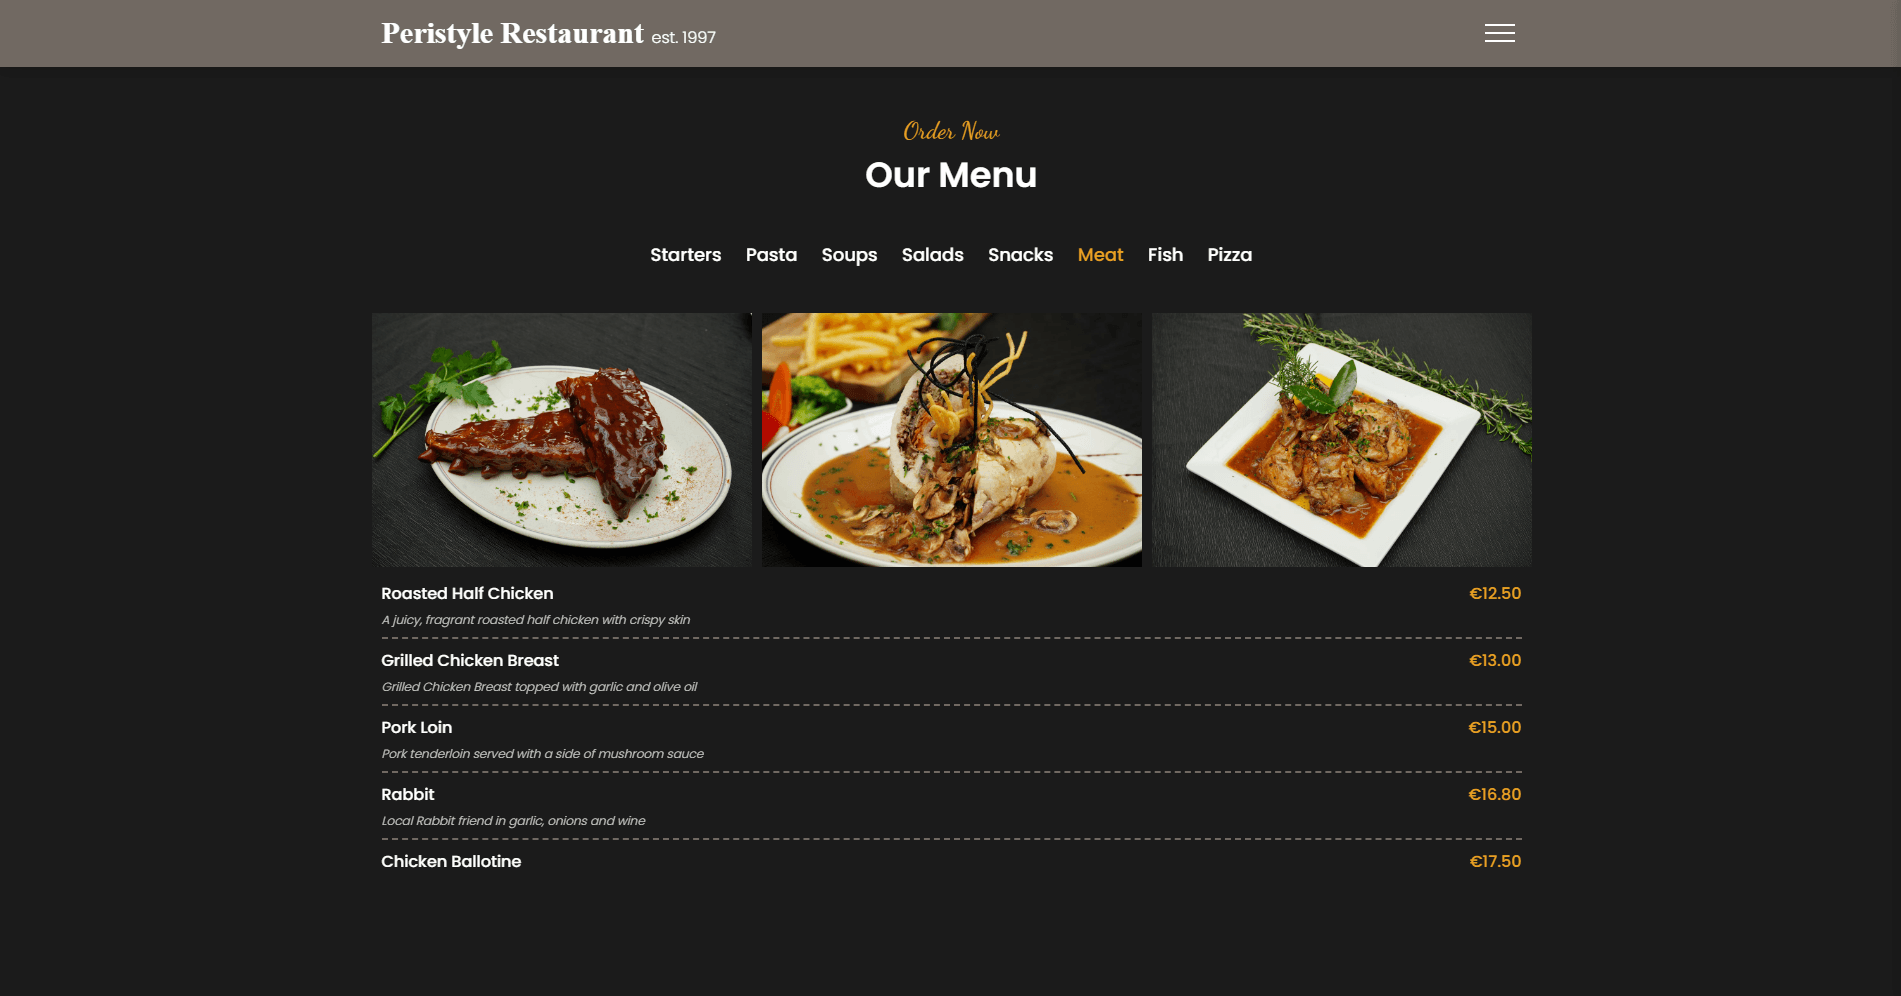 Peristyle Restaurant est. 1997
Order Now
Our Menu
Starters Pasta Soups Salads Snacks Meat Fish Pizza
Roasted Half Chicken €12.50
A juicy, fragrant roasted half chicken with crispy skin
Grilled Chicken Breast €13.00
Grilled Chicken Breast topped with garlic and olive oil
Pork Loin €15.00
Pork tenderloin served with a side of mushroom sauce
Rabbit €16.80
Local Rabbit friend in garlic, onions and wine
Chicken Ballotine €17.50